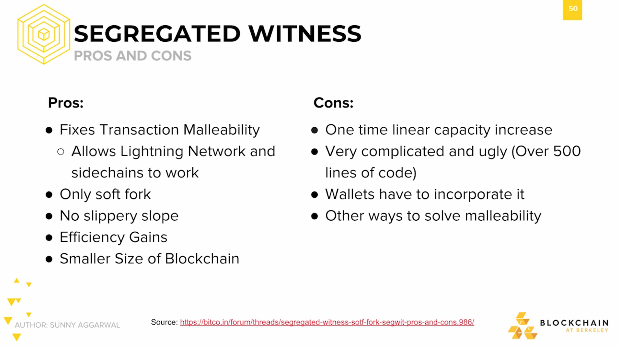 50
SEGREGATED WITNESS
PROS AND CONS
Pros:
● Fixes Transaction Malleability
○ Allows Lightning Network and
sidechains to work
● Only soft fork
● No slippery slope
● Efficiency Gains
● Smaller Size of Blockchain
Cons:
● One time linear capacity increase
● Very complicated and ugly (Over 500
lines of code)
● Wallets have to incorporate it
● Other ways to solve malleability
AUTHOR: SUNNY AGGARWAL
Source: https://bitco.in/forum/threads/segregated-witness-sotf-fork-segwit-pros-and-cons.986/
BLOCKCHAIN
AT BERKELEY